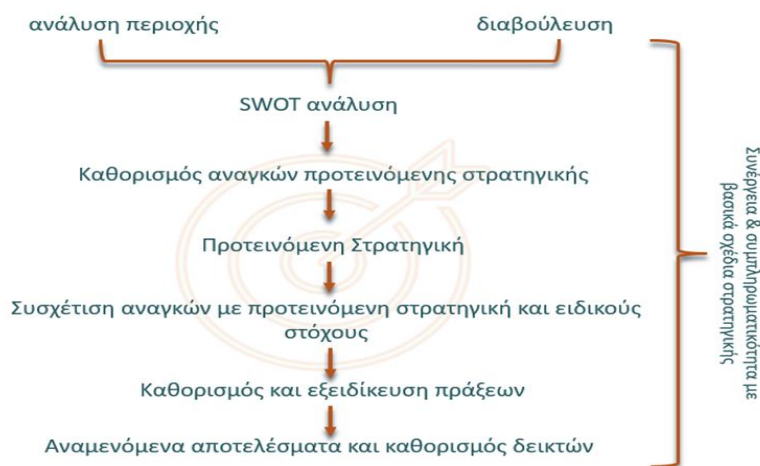 ανάλυση περιοχής
διαβούλευση
SWOT ανάλυση
Καθορισμός αναγκών προτεινόμενης στρατηγικής
Προτεινόμενη Στρατηγική
Συσχέτιση αναγκών με προτεινόμενη στρατηγική και ειδικούς
στόχους
Καθορισμός και εξειδίκευση πράξεων
Αναμενόμενα αποτελέσματα και καθορισμός δεικτών
Συνέργεια & συμπληρωματικότητα με
βασικά σχέδια στρατηγικής